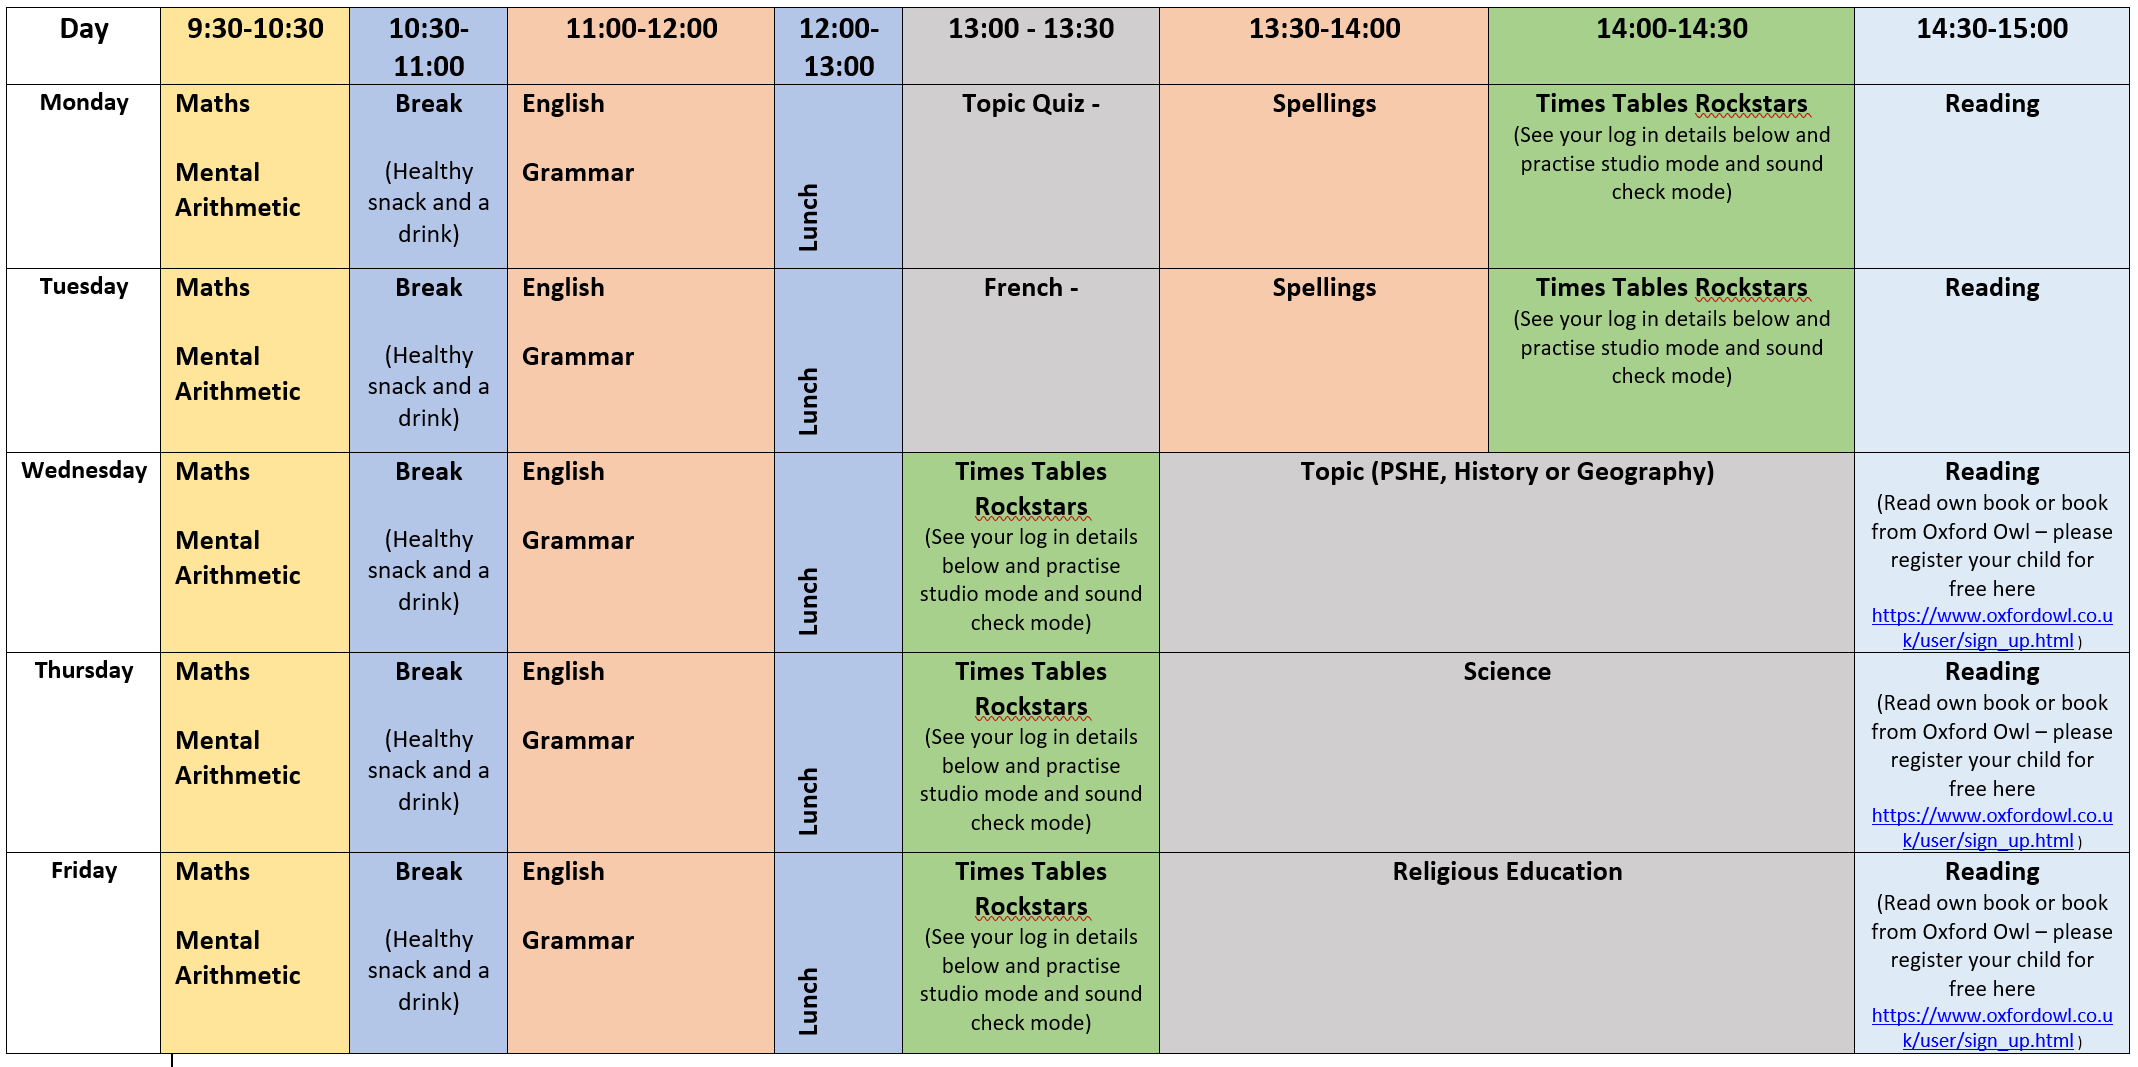 Day
9:30-10:30
10:30-
11:00
11:00-12:00
12:00-
13:00
13:00 - 13:30
13:30-14:00
14:00-14:30
14:30-15:00
Monday
Maths
Mental
Arithmetic
Break
(Healthy
snack and a
drink)
English
Grammar
Lunch
Topic Quiz -
Spellings
Times Tables Rockstars
(See your log in details below and
practise studio mode and sound
check mode)
Reading
Tuesday
Maths
Mental
Arithmetic
Break
(Healthy
snack and a
drink)
English
Grammar
Lunch
French -
Spellings
Times Tables Rockstars
(See your log in details below and
practise studio mode and sound
check mode)
Reading
Wednesday
Maths
Mental
Arithmetic
Break
(Healthy
snack and a
drink)
English
Grammar
Lunch
Times Tables
Rockstars
(See your log in details
below and practise
studio mode and sound
check mode)
Topic (PSHE, History or Geography)
Reading
(Read own book or book
from Oxford Owl – please
register your child for
free here
https://www.oxfordowl.co.u
k/user/sign_up.html )
Thursday
Maths
Mental
Arithmetic
Break
(Healthy
snack and a
drink)
English
Grammar
Lunch
Times Tables
Rockstars
(See your log in details
below and practise
studio mode and sound
check mode)
Science
Reading
(Read own book or book
from Oxford Owl – please
register your child for
free here
https://www.oxfordowl.co.u
k/user/sign_up.html )
Friday
Maths
Mental
Arithmetic
Break
(Healthy
snack and a
drink)
English
Grammar
Lunch
Times Tables
Rockstars
(See your log in details
below and practise
studio mode and sound
check mode)
Religious Education
Reading
(Read own book or book
from Oxford Owl – please
register your child for
free here
https://www.oxfordowl.co.u
k/user/sign_up.html )